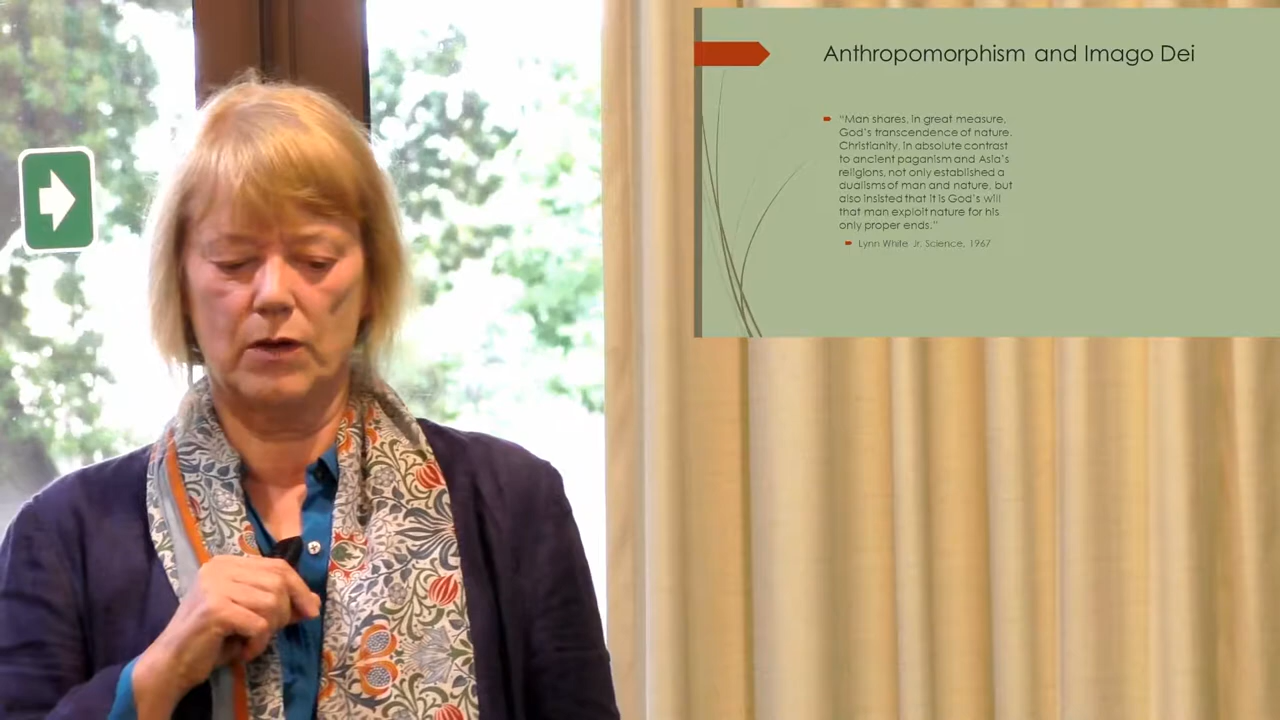 Anthropomorphism and Imago Dei
"Man shares, in great measure,
God's transcendence of nature.
Christianity, in absolute contrast
to ancient paganism and Asia's
religions, not only established a
dualisms of man and nature, but
also insisted that it is God's will
that man exploit nature for his
only proper ends."
Lynn White Jr. Science, 1967